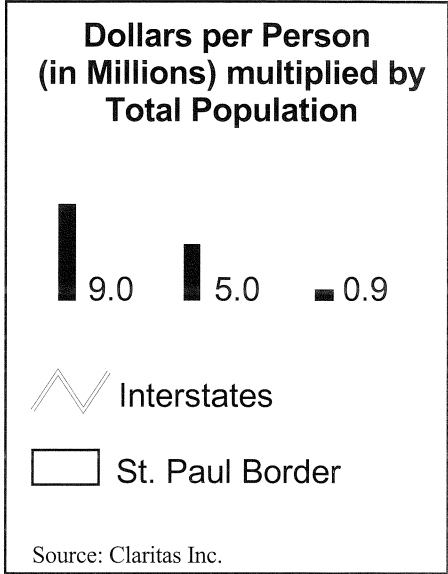 Dollars per Person
(in Millions) multiplied by
Total Population
9.0 5.0 0.9
Interstates
St. Paul Border
Source: Claritas Inc.